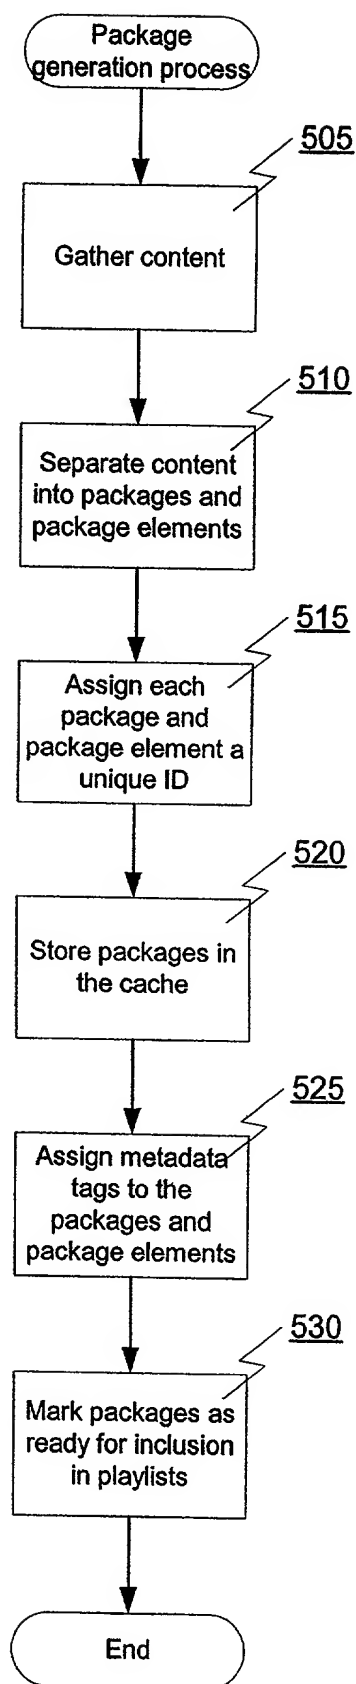 Package
generation process
505
Gather content
510
Separate content
into packages and
package elements
515
Assign each
package and
package element a
unique ID
520
Store packages in
the cache
525
Assign metadata
tags to the
packages and
package elements
530
Mark packages as
ready for inclusion
in playlists
End